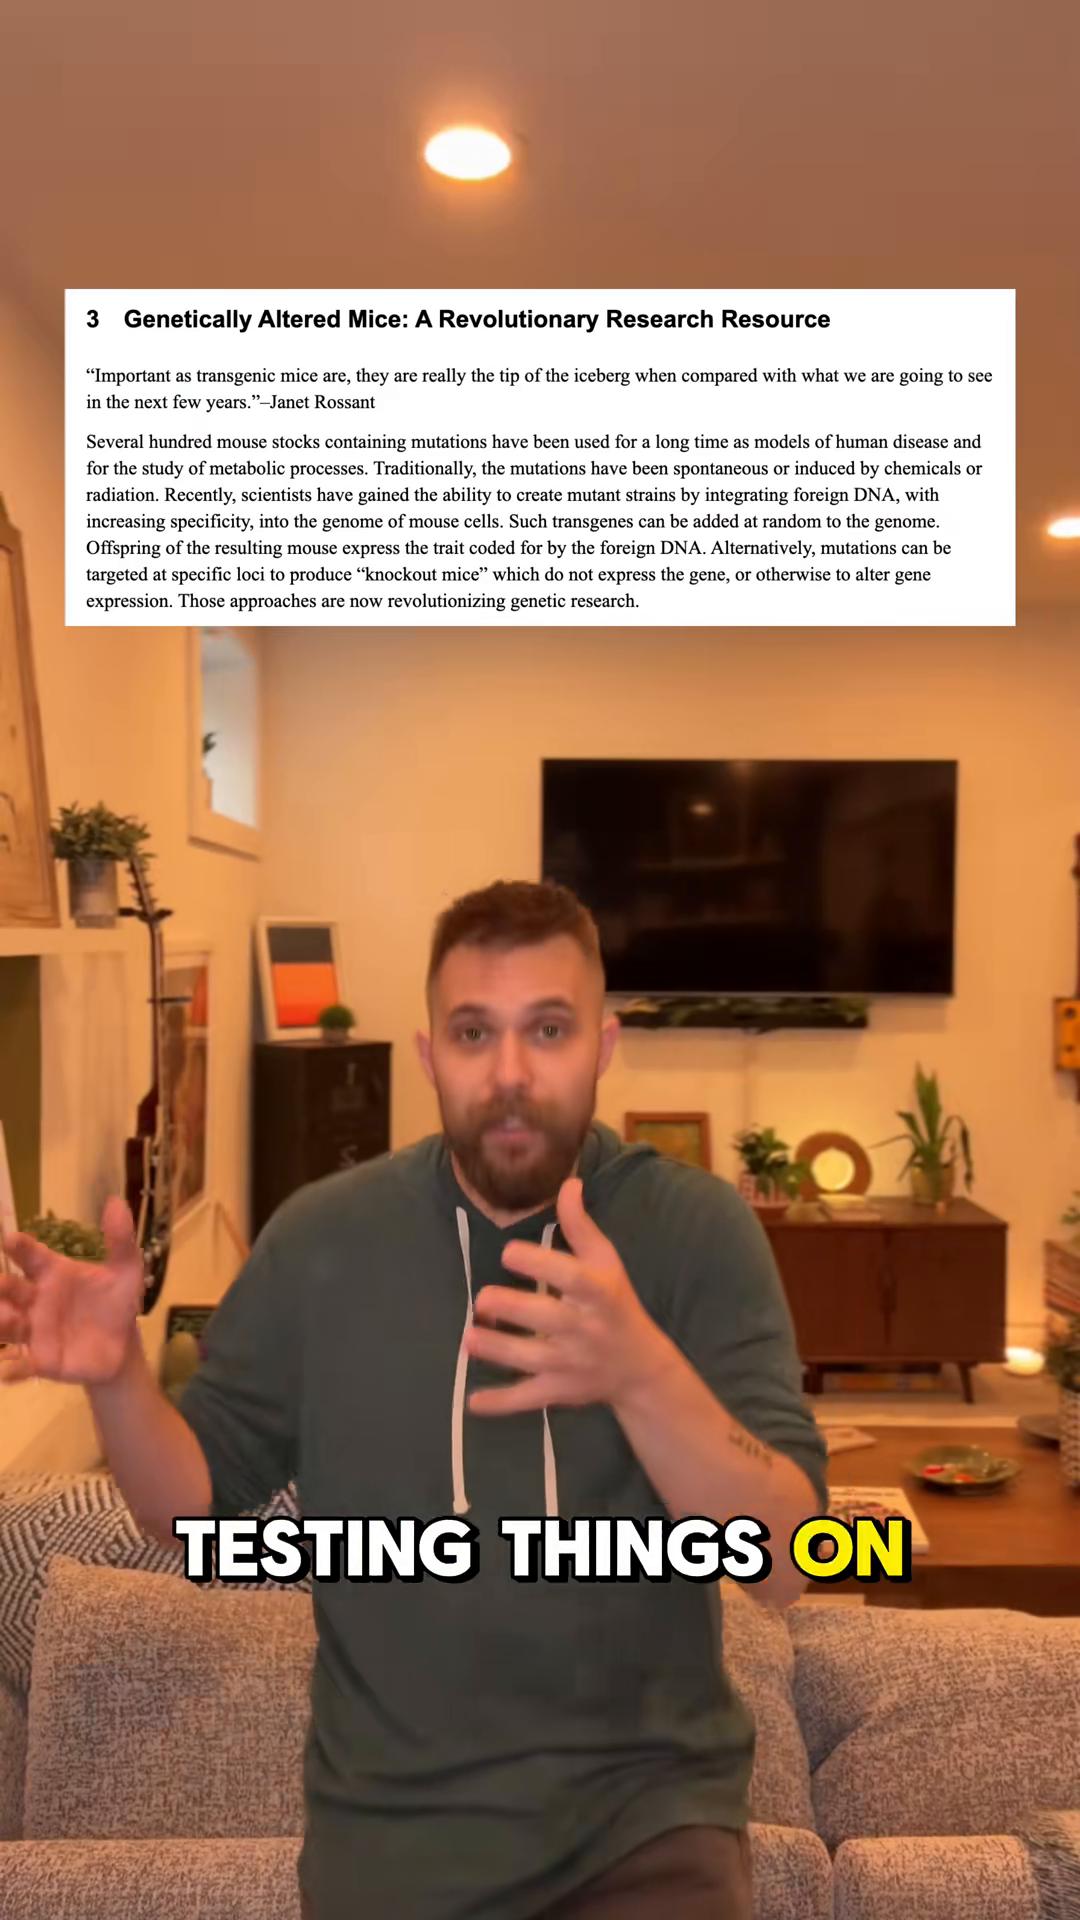 3 Genetically Altered Mice: A Revolutionary Research Resource
“Important as transgenic mice are, they are really the tip of the iceberg when compared with what we are going to see
in the next few years.”–Janet Rossant
Several hundred mouse stocks containing mutations have been used for a long time as models of human disease and
for the study of metabolic processes. Traditionally, the mutations have been spontaneous or induced by chemicals or
radiation. Recently, scientists have gained the ability to create mutant strains by integrating foreign DNA, with
increasing specificity, into the genome of mouse cells. Such transgenes can be added at random to the genome.
Offspring of the resulting mouse express the trait coded for by the foreign DNA. Alternatively, mutations can be
targeted at specific loci to produce “knockout mice” which do not express the gene, or otherwise to alter gene
expression. Those approaches are now revolutionizing genetic research.
TESTING THINGS ON